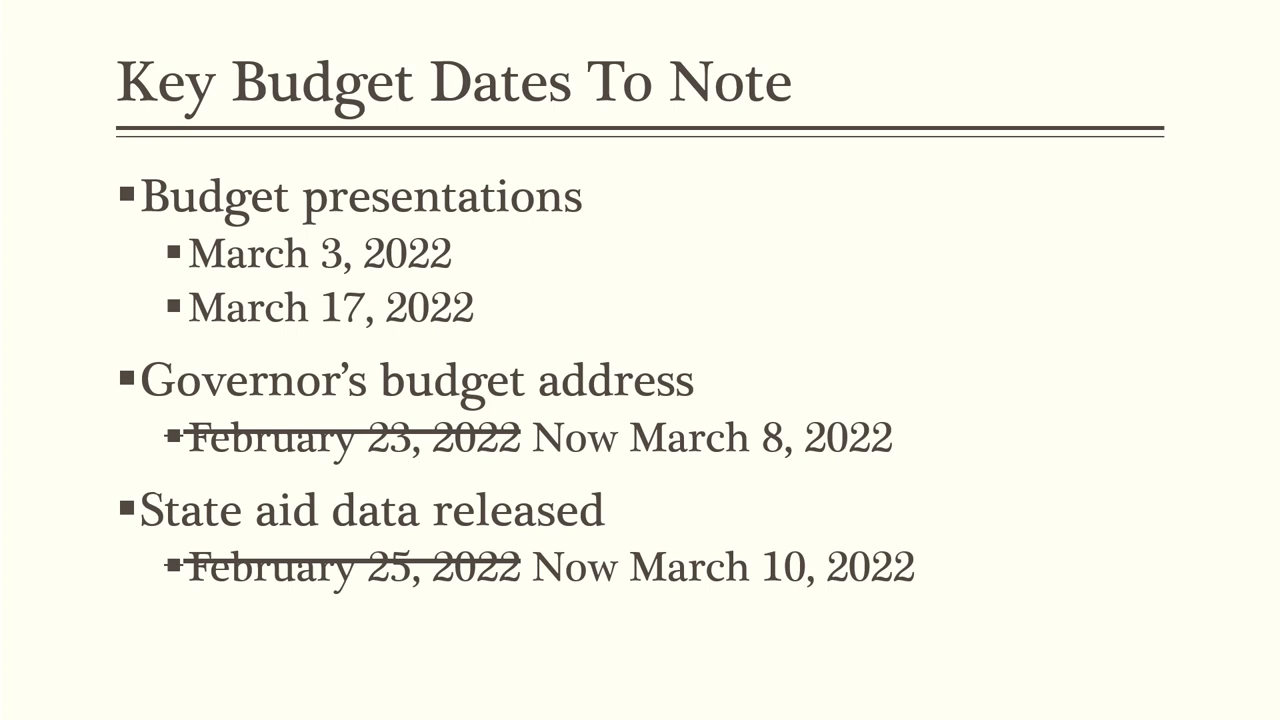 Key Budget Dates To Note
▪Budget presentations
▪March 3, 2022
▪March 17, 2022
▪Governor’s budget address
▪February 23, 2022 Now March 8, 2022
▪State aid data released
▪February 25, 2022 Now March 10, 2022